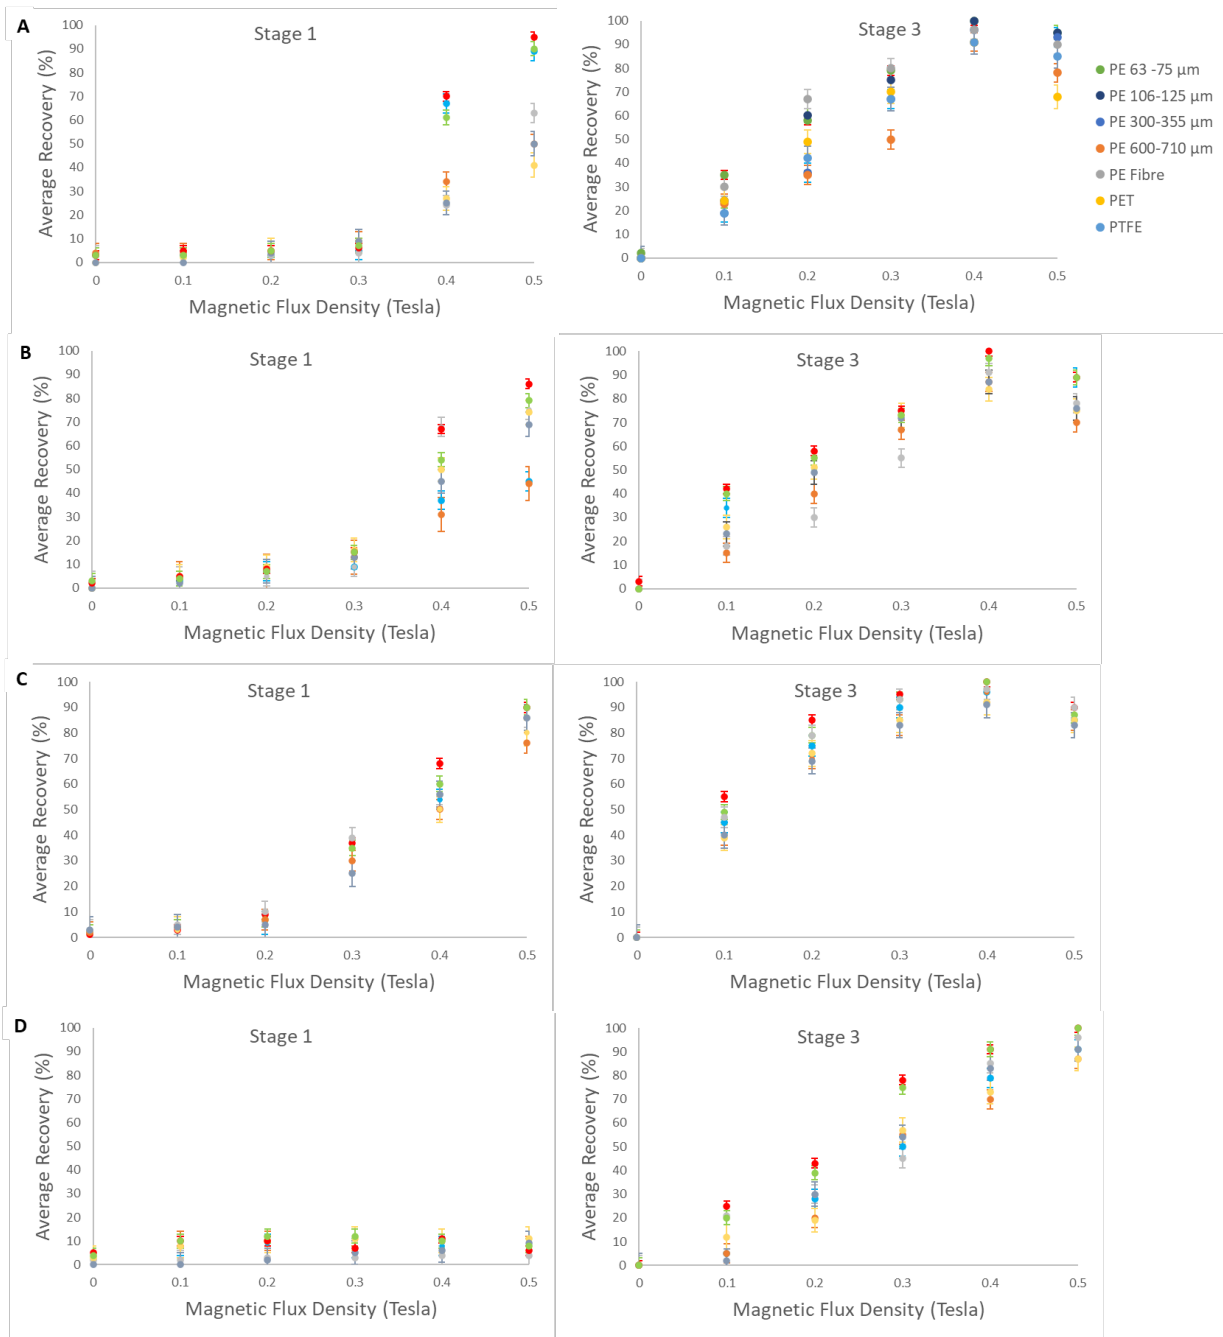 A
Stage 1
Average Recovery (%)
100
90
80
70
60
50
40
30
20
10
0
0 0.1 0.2 0.3 0.4 0.5
Magnetic Flux Density (Tesla)
Stage 3
Average Recovery (%)
100
90
80
70
60
50
40
30
20
10
0
0 0.1 0.2 0.3 0.4 0.5
Magnetic Flux Density (Tesla)
PE 63 -75 µm
PE 106-125 µm
PE 300-355 µm
PE 600-710 µm
PE Fibre
PET
PTFE
B
Stage 1
Average Recovery (%)
100
90
80
70
60
50
40
30
20
10
0
0 0.1 0.2 0.3 0.4 0.5
Magnetic Flux Density (Tesla)
Stage 3
Average Recovery (%)
100
90
80
70
60
50
40
30
20
10
0
0 0.1 0.2 0.3 0.4 0.5
Magnetic Flux Density (Tesla)
C
Stage 1
Average Recovery (%)
100
90
80
70
60
50
40
30
20
10
0
0 0.1 0.2 0.3 0.4 0.5
Magnetic Flux Density (Tesla)
Stage 3
Average Recovery (%)
100
90
80
70
60
50
40
30
20
10
0
0 0.1 0.2 0.3 0.4 0.5
Magnetic Flux Density (Tesla)
D
Stage 1
Average Recovery (%)
100
90
80
70
60
50
40
30
20
10
0
0 0.1 0.2 0.3 0.4 0.5
Magnetic Flux Density (Tesla)
Stage 3
Average Recovery (%)
100
90
80
70
60
50
40
30
20
10
0
0 0.1 0.2 0.3 0.4 0.5
Magnetic Flux Density (Tesla)